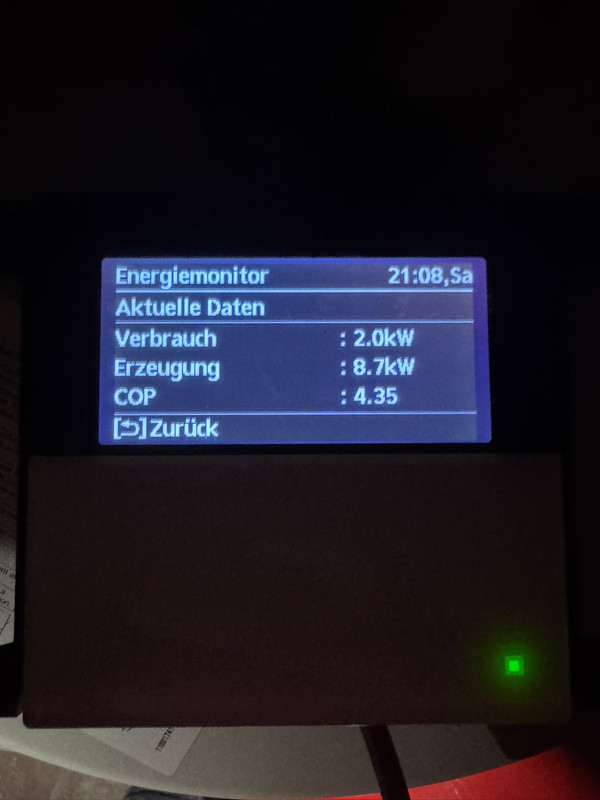 Energiemonitor 21:08,Sa
Aktuelle Daten
Verbrauch : 2.0kW
Erzeugung : 8.7kW
COP : 4.35
[⮌]Zurück